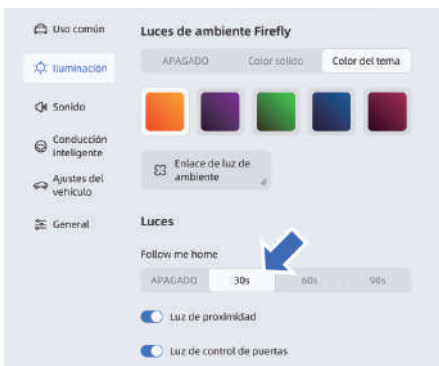 Uso común
Iluminación
Sonido
Conducción
inteligente
Ajustes del
vehículo
General
Luces de ambiente Firefly
APAGADO Color sólido Color del tema
Enlace de luz de
ambiente
Luces
Follow me home
APAGADO 30s 60s 90s
Luz de proximidad
Luz de control de puertas